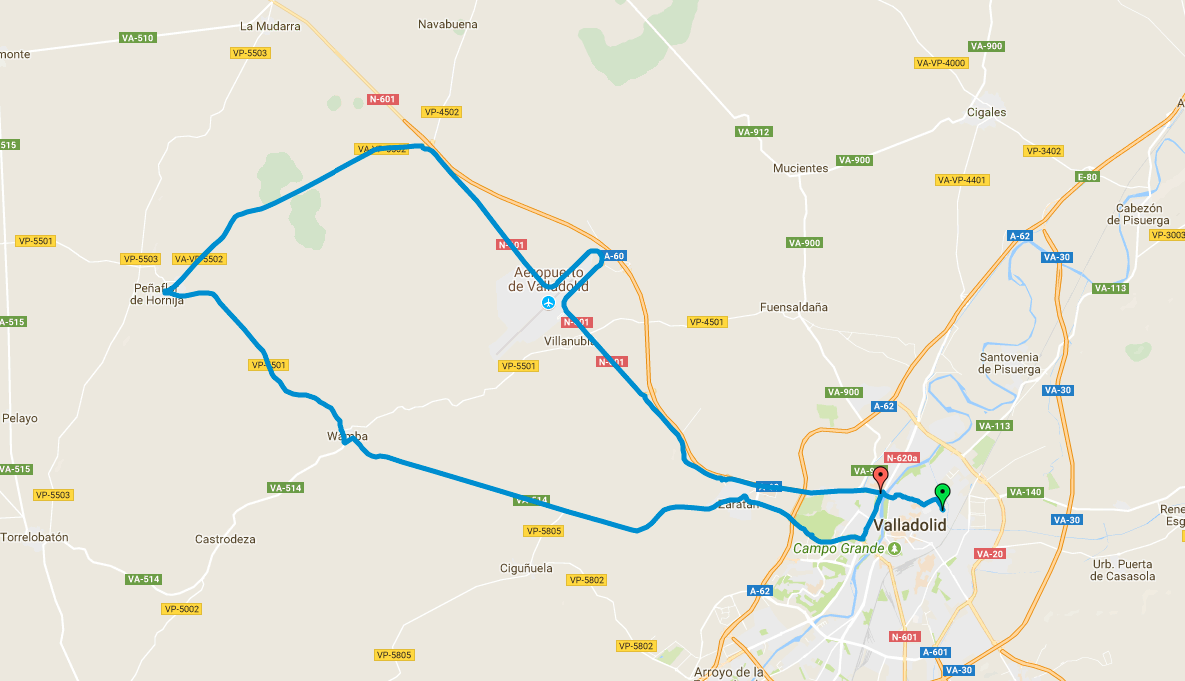 La Mudarra
Navabuena
VA-510
VA-900
monte
VP-5503
VA-VP-4000
N-601
VP-4502
Cigales
VA-912
515
VP-3402
VA-900
Mucientes
E-80
VA-VP-4401
Cabezón
de Pisuerga
VP-5501
A-62
VP-3003
N-601
VA-900
A-60
VA-30
VP-5503
VA-VP-5502
Aeropuerto
de Valladolid
VA-113
de Hornija
Fuensaldaña
A-515
N-601
VP-4501
Villanubla
Santovenia
de Pisuerga
N-601
VP-5501
VP-5501
VA-900
VA-30
A-62
Pelayo
VA-113
Wamba
N-620a
VA-515
VA-514
VA-140
VP-5503
VA-514
Zaratán
Rene
Esg
Valladolid
VA-30
VP-5805
Torrelobatón
Castrodeza
Campo Grande
VA-20
Ciguñuela
Urb. Puerta
de Casasola
VA-514
VP-5802
A-62
VP-5002
N-601
VP-5802
A-601
VP-5805
Arroyo de la
VA-30